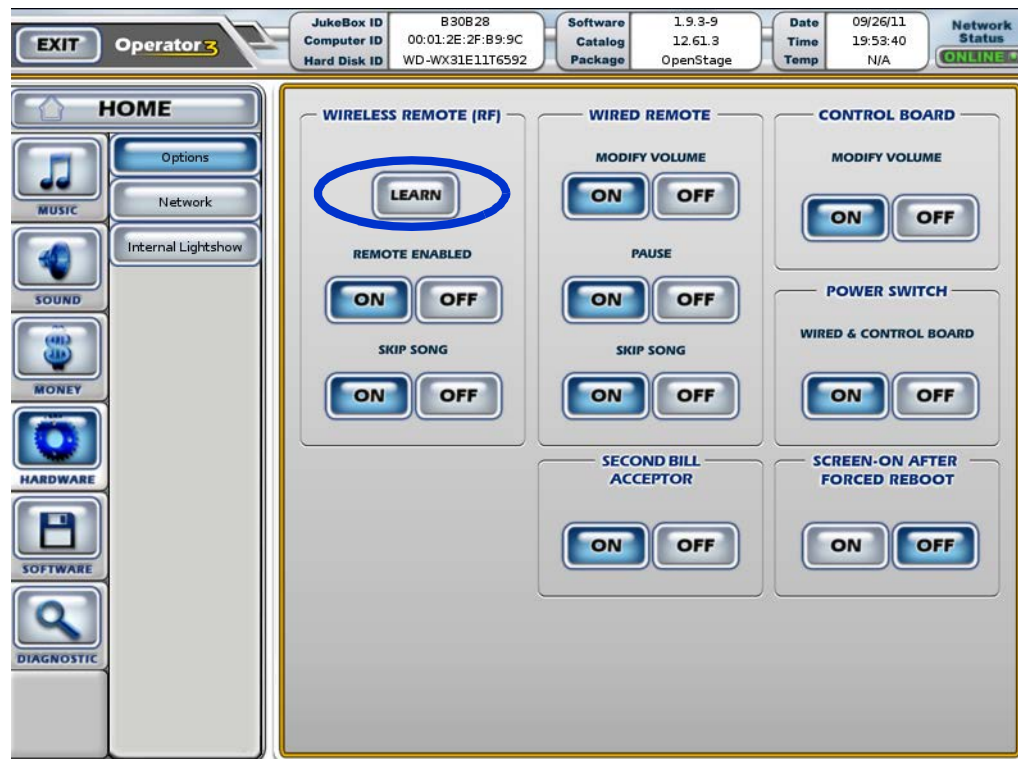 EXIT
Operator 3
JukeBox ID B30B28
Computer ID 00:01:2E:2F:B9:9C
Hard Disk ID WD-WX31E11T6592
Software 1.9.3-9
Catalog 12.61.3
Package OpenStage
Date 09/26/11
Time 19:53:40
Temp N/A
Network
Status
ONLINE
HOME
MUSIC
SOUND
MONEY
HARDWARE
SOFTWARE
DIAGNOSTIC
Options
Network
Internal Lightshow
WIRELESS REMOTE (RF)
LEARN
REMOTE ENABLED
ON OFF
SKIP SONG
ON OFF
WIRED REMOTE
MODIFY VOLUME
ON OFF
PAUSE
ON OFF
SKIP SONG
ON OFF
SECOND BILL
ACCEPTOR
ON OFF
CONTROL BOARD
MODIFY VOLUME
ON OFF
POWER SWITCH
WIRED & CONTROL BOARD
ON OFF
SCREEN-ON AFTER
FORCED REBOOT
ON OFF